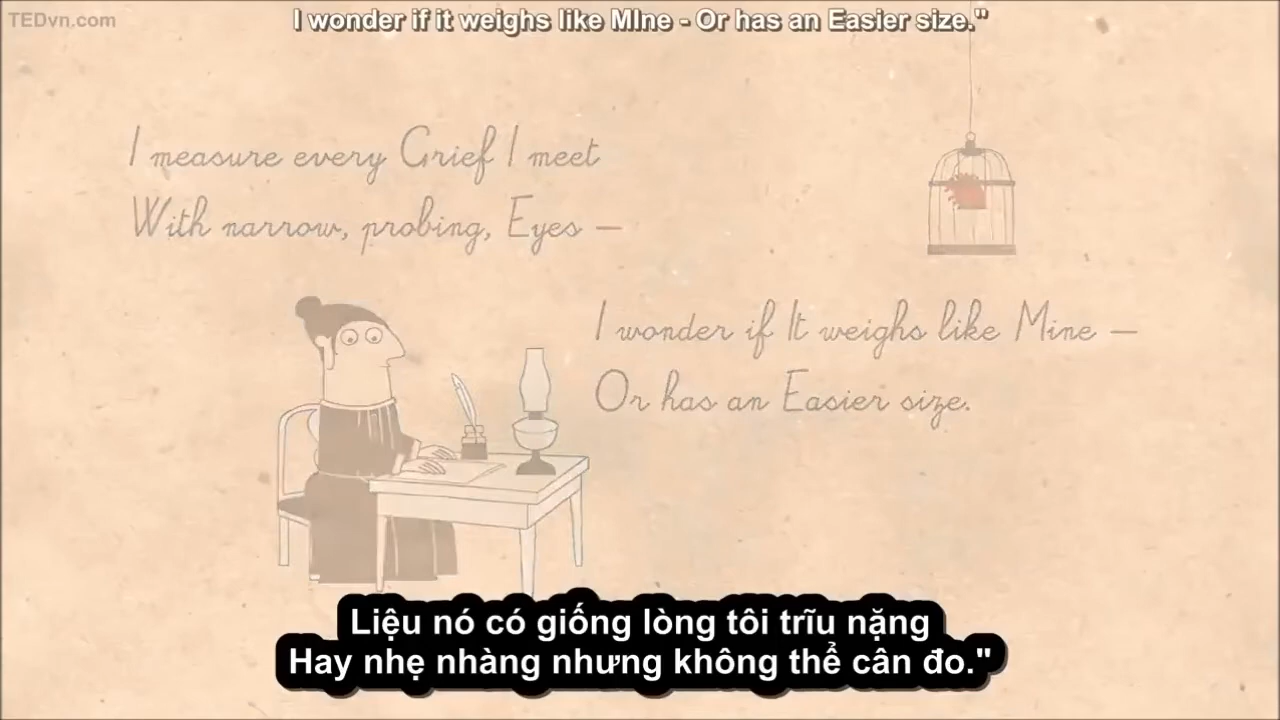 TEDvn.com
I wonder if it weighs like MIne - Or has an Easier size."
I measure every Grief I meet
With narrow, probing, Eyes —
I wonder if It weighs like Mine —
Or has an Easier size.
Liệu nó có giống lòng tôi trĩu nặng
Hay nhẹ nhàng nhưng không thể cân đo."